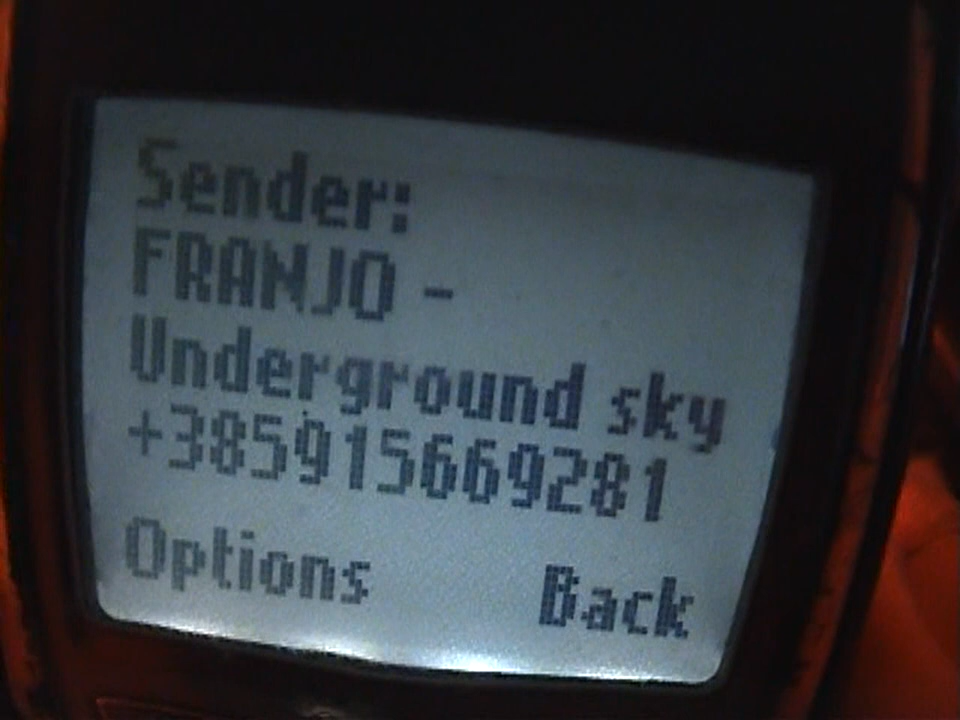 Sender:
FRANJO -
Underground sky
+385915669281
Options Back